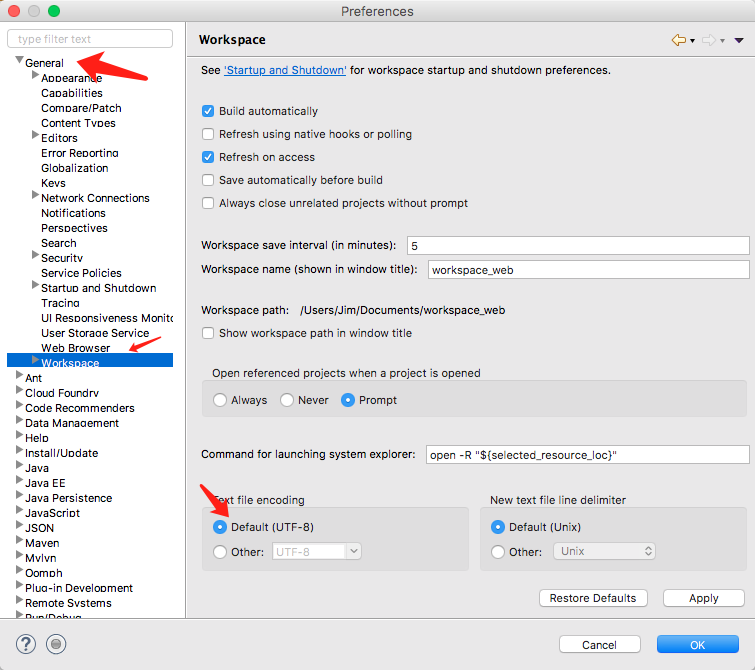 Preferences
type filter text
General
Appearance
Capabilities
Compare/Patch
Content Types
Editors
Error Reporting
Globalization
Keys
Network Connections
Notifications
Perspectives
Search
Security
Service Policies
Startup and Shutdown
Tracing
UI Responsiveness Monito
User Storage Service
Web Browser
Workspace
Ant
Cloud Foundry
Code Recommenders
Data Management
Help
Install/Update
Java
Java EE
Java Persistence
JavaScript
JSON
Maven
Mylyn
Oomph
Plug-in Development
Remote Systems
Run/Debug
Workspace
See 'Startup and Shutdown' for workspace startup and shutdown preferences.
Build automatically
Refresh using native hooks or polling
Refresh on access
Save automatically before build
Always close unrelated projects without prompt
Workspace save interval (in minutes): 5
Workspace name (shown in window title): workspace_web
Workspace path: /Users/Jim/Documents/workspace_web
Show workspace path in window title
Open referenced projects when a project is opened
Always Never Prompt
Command for launching system explorer: open -R "${selected_resource_loc}"
Text file encoding
Default (UTF-8)
Other: UTF-8
New text file line delimiter
Default (Unix)
Other: Unix
Restore Defaults Apply
? Cancel OK